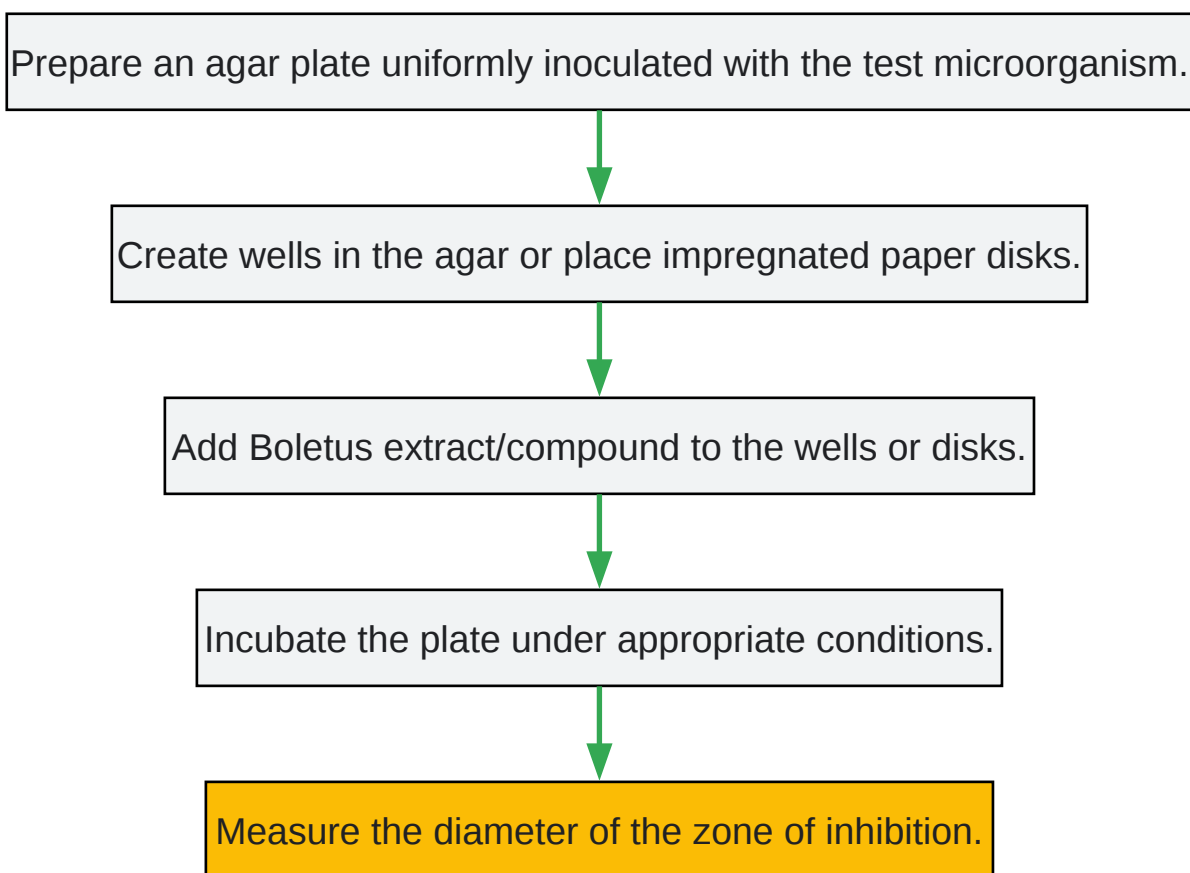 Prepare an agar plate uniformly inoculated with the test microorganism.
Create wells in the agar or place impregnated paper disks.
Add Boletus extract/compound to the wells or disks.
Incubate the plate under appropriate conditions.
Measure the diameter of the zone of inhibition.